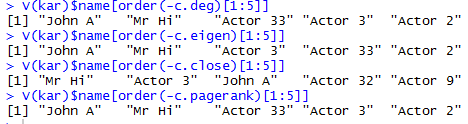 > V(kar)$name[order(-c.deg)[1:5]]
[1] "John A" "Mr Hi" "Actor 33" "Actor 3" "Actor 2"
> V(kar)$name[order(-c.eigen)[1:5]]
[1] "John A" "Mr Hi" "Actor 3" "Actor 33" "Actor 2"
> V(kar)$name[order(-c.close)[1:5]]
[1] "Mr Hi" "Actor 3" "John A" "Actor 32" "Actor 9"
> V(kar)$name[order(-c.pagerank)[1:5]]
[1] "John A" "Mr Hi" "Actor 33" "Actor 3" "Actor 2"